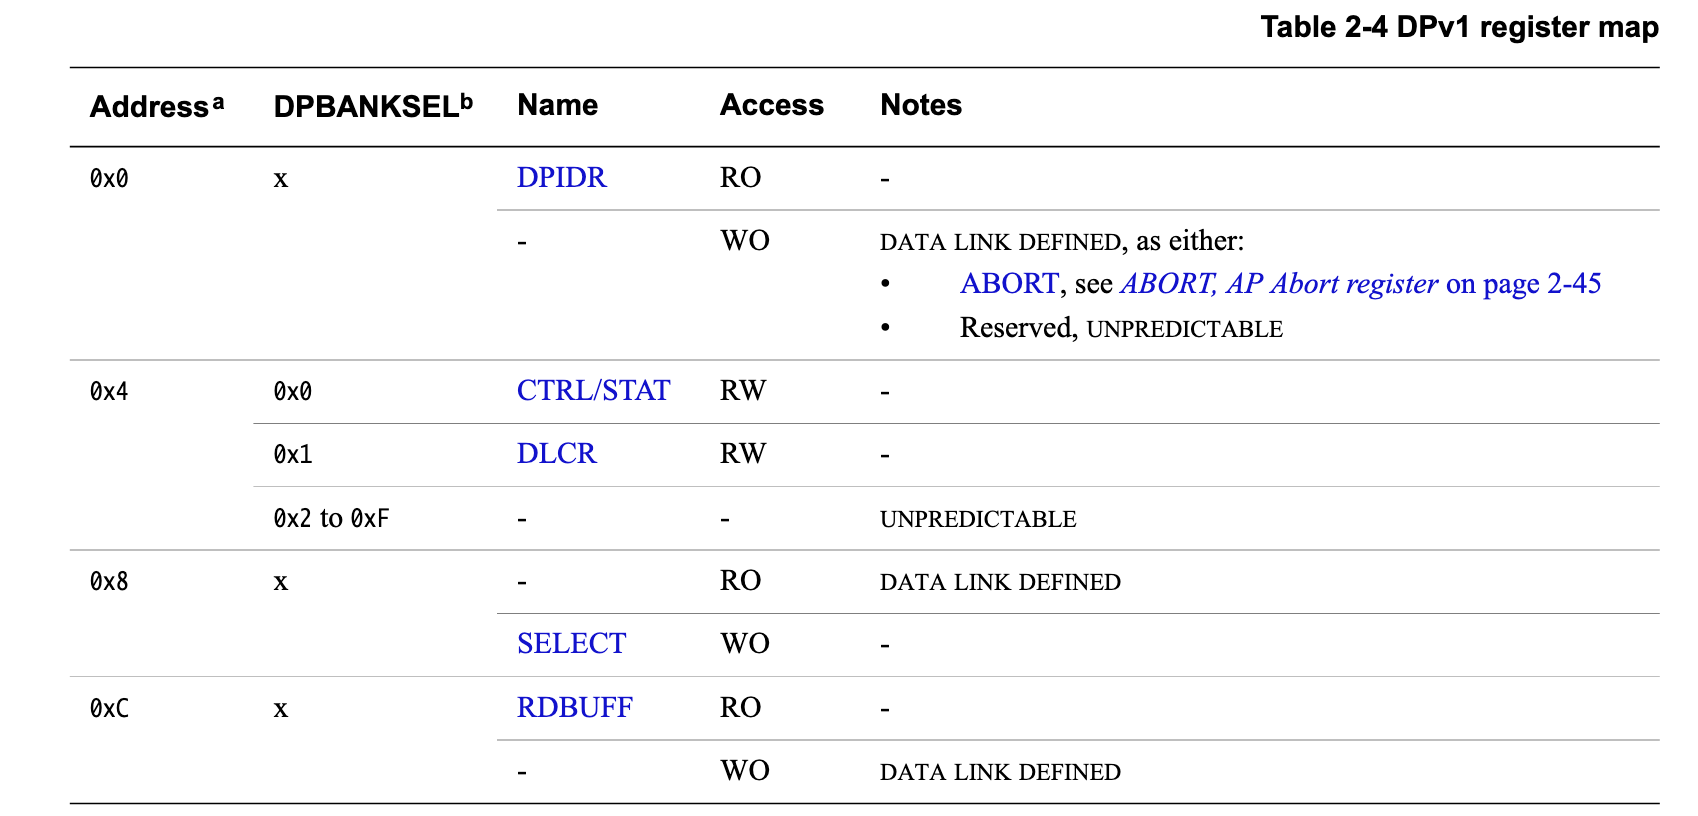 Table 2-4 DPv1 register map
Address a DPBANKSEL b Name Access Notes
0x0 x DPIDR RO -
- WO DATA LINK DEFINED, as either:
• ABORT, see ABORT, AP Abort register on page 2-45
• Reserved, UNPREDICTABLE
0x4 0x0 CTRL/STAT RW -
0x1 DLCR RW -
0x2 to 0xF - - UNPREDICTABLE
0x8 x - RO DATA LINK DEFINED
SELECT WO -
0xC x RDBUFF RO -
- WO DATA LINK DEFINED